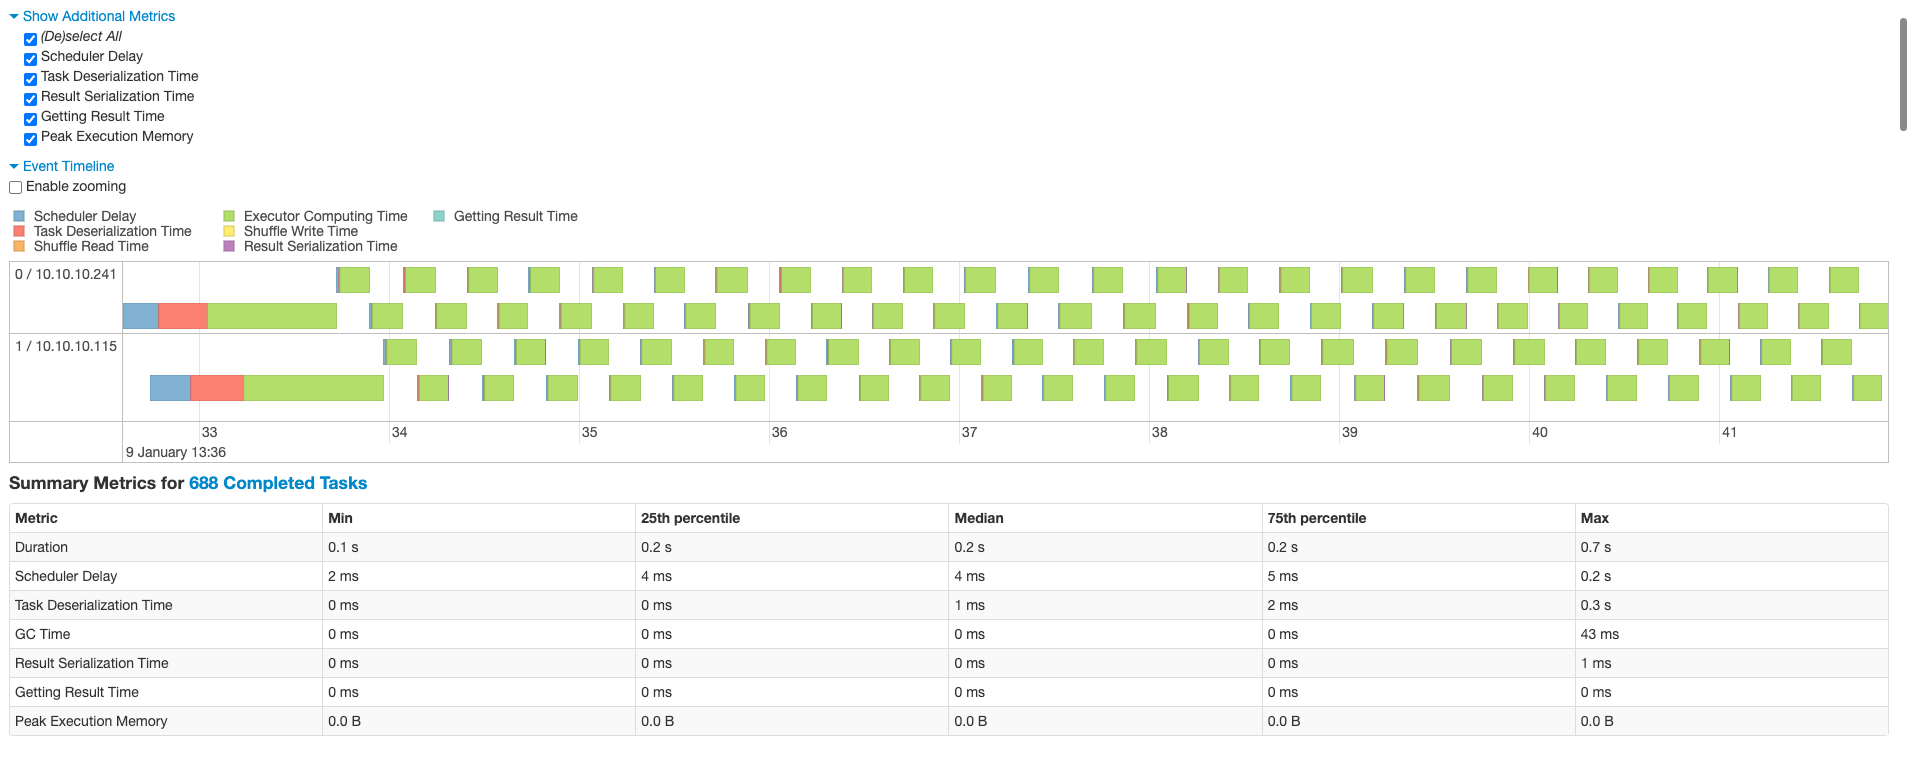 Show Additional Metrics
(De)select All
Scheduler Delay
Task Deserialization Time
Result Serialization Time
Getting Result Time
Peak Execution Memory
Event Timeline
Enable zooming
Scheduler Delay Executor Computing Time Getting Result Time
Task Deserialization Time Shuffle Write Time
Shuffle Read Time Result Serialization Time
0 / 10.10.10.241
1 / 10.10.10.115
33 34 35 36 37 38 39 40 41
9 January 13:36
Summary Metrics for 688 Completed Tasks
Metric Min 25th percentile Median 75th percentile Max
Duration 0.1 s 0.2 s 0.2 s 0.2 s 0.7 s
Scheduler Delay 2 ms 4 ms 4 ms 5 ms 0.2 s
Task Deserialization Time 0 ms 0 ms 1 ms 2 ms 0.3 s
GC Time 0 ms 0 ms 0 ms 0 ms 43 ms
Result Serialization Time 0 ms 0 ms 0 ms 0 ms 1 ms
Getting Result Time 0 ms 0 ms 0 ms 0 ms 0 ms
Peak Execution Memory 0.0 B 0.0 B 0.0 B 0.0 B 0.0 B